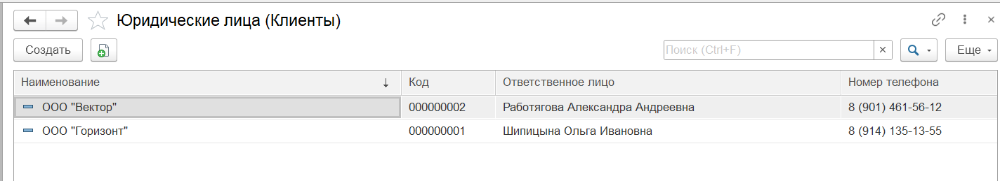 Юридические лица (Клиенты)
Создать Поиск (Ctrl+F) Еще
Наименование Код Ответственное лицо Номер телефона
ООО "Вектор" 000000002 Работягова Александра Андреевна 8 (901) 461-56-12
ООО "Горизонт" 000000001 Шипицына Ольга Ивановна 8 (914) 135-13-55